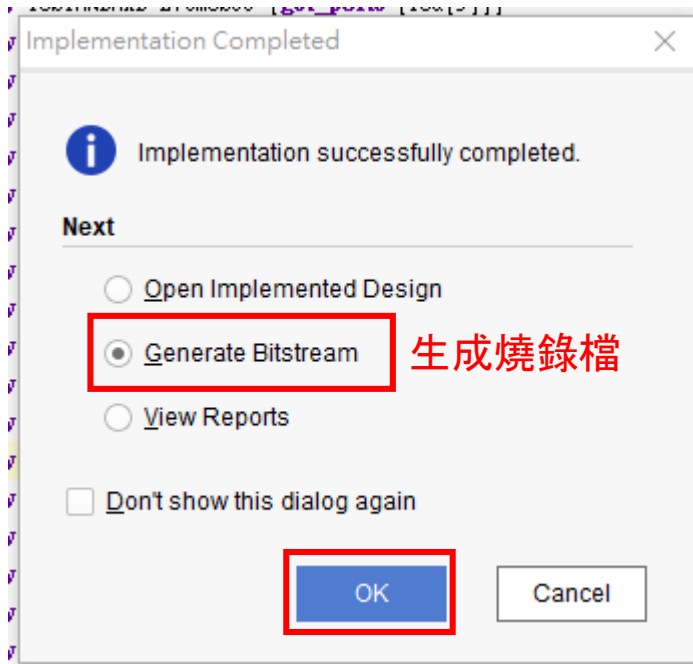 Implementation Completed
Implementation successfully completed.
Next
Open Implemented Design
Generate Bitstream 生成燒錄檔
View Reports
Don't show this dialog again
OK Cancel